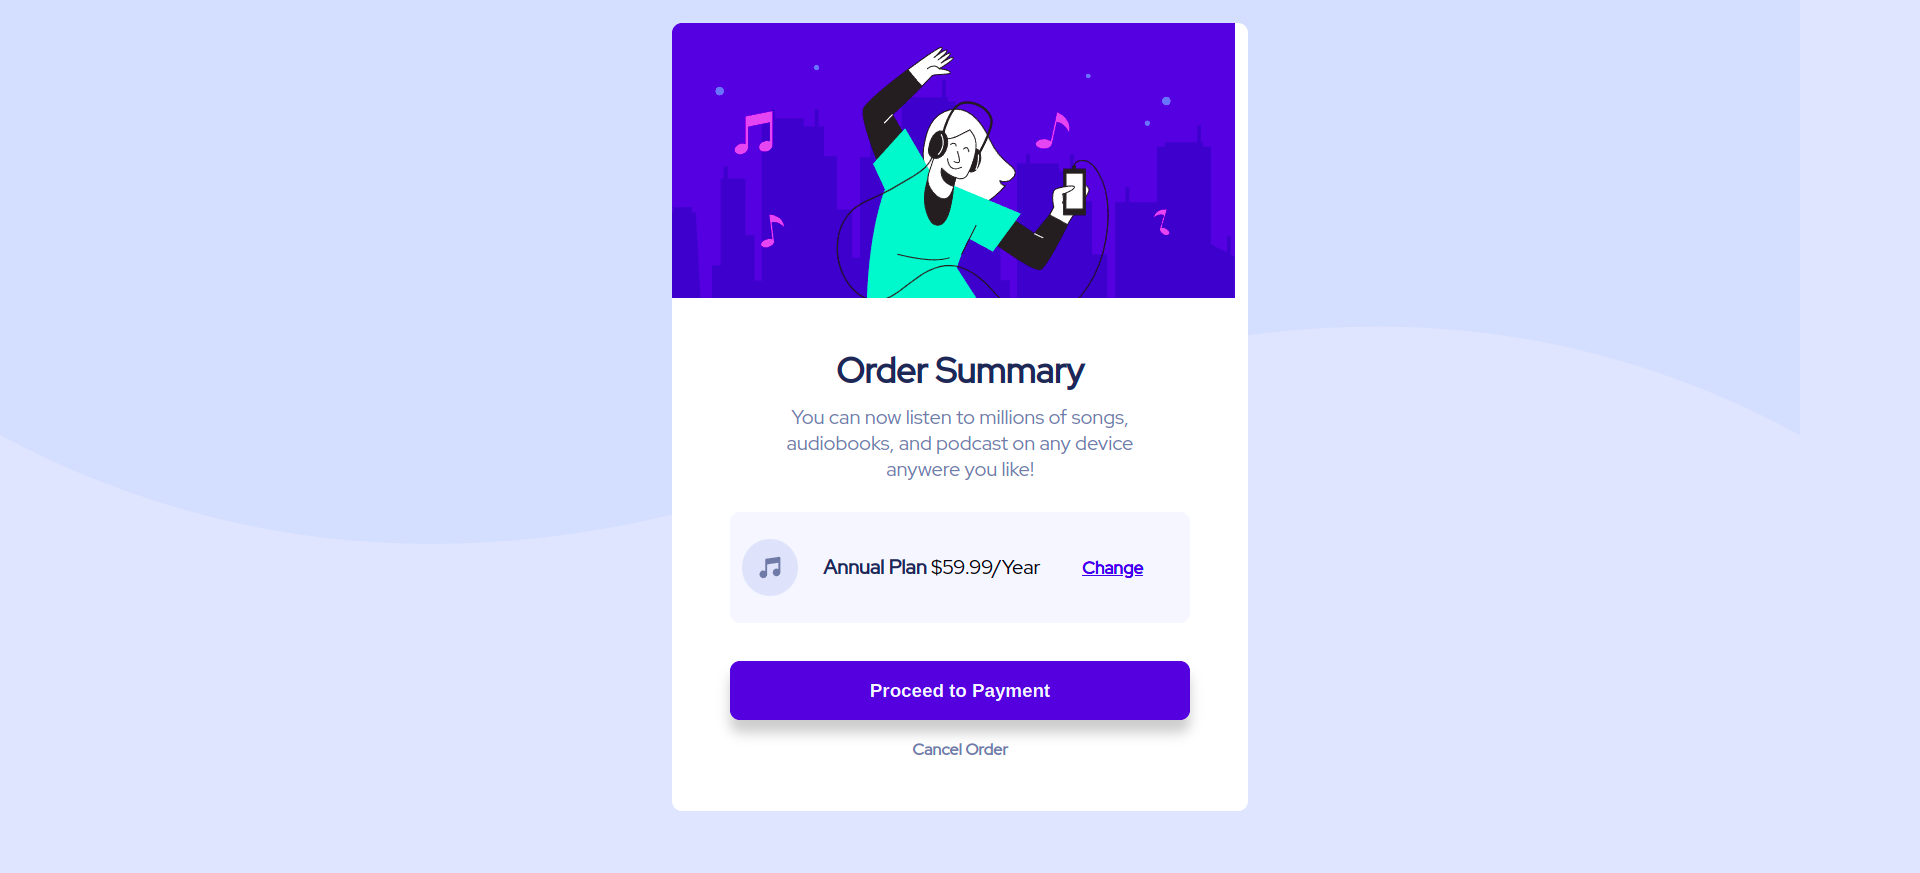 Order Summary
You can now listen to millions of songs,
audiobooks, and podcast on any device
anywere you like!
Annual Plan $59.99/Year Change
Proceed to Payment
Cancel Order